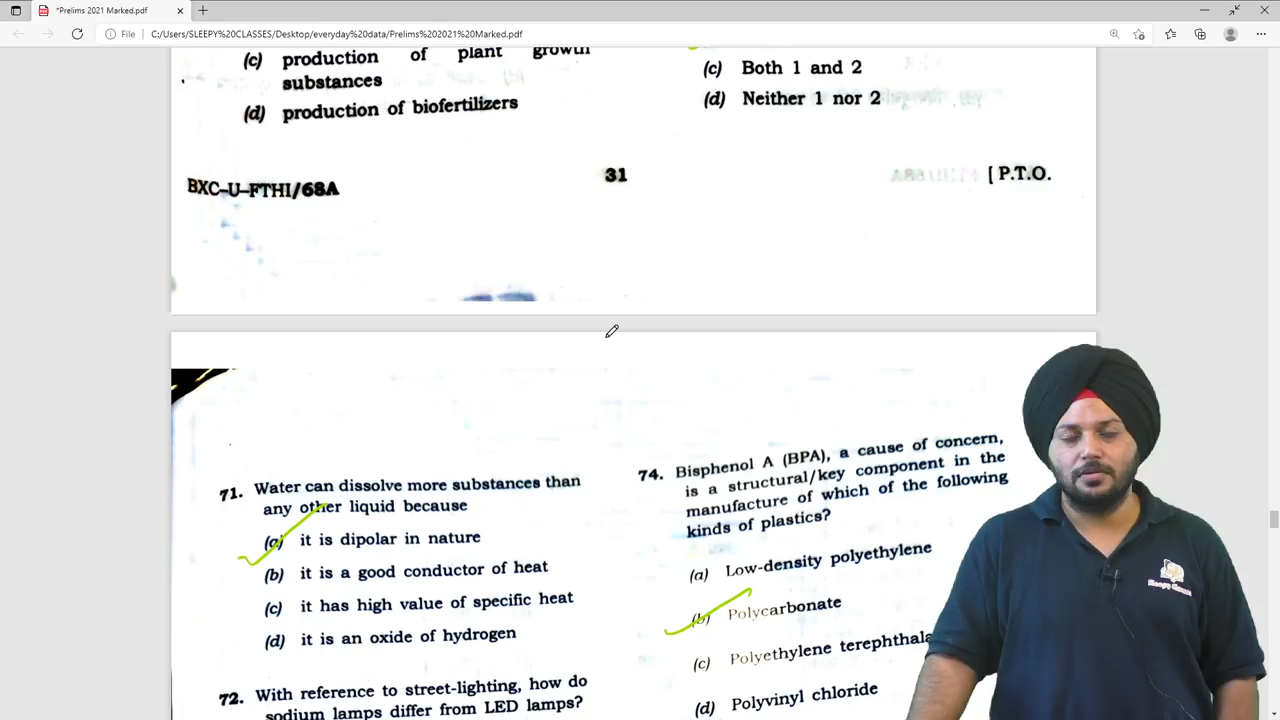 *Prelims 2021 Marked.pdf
File
C:/Users/SLEEPY%20CLASSES/Desktop/everyday%20data/Prelims%202021%20Marked.pdf
(c) production of plant growth
substances
(d) production of biofertilizers
(c) Both 1 and 2
(d) Neither 1 nor 2
BXC–U–FTHI/68A
31
[ P.T.O.
71. Water can dissolve more substances than
any other liquid because
(a) it is dipolar in nature
(b) it is a good conductor of heat
(c) it has high value of specific heat
(d) it is an oxide of hydrogen
72. With reference to street-lighting, how do
sodium lamps differ from LED lamps?
74. Bisphenol A (BPA), a cause of concern,
is a structural/key component in the
manufacture of which of the following
kinds of plastics?
(a) Low-density polyethylene
(b) Polycarbonate
(c) Polyethylene
(d) Polyvinyl chloride